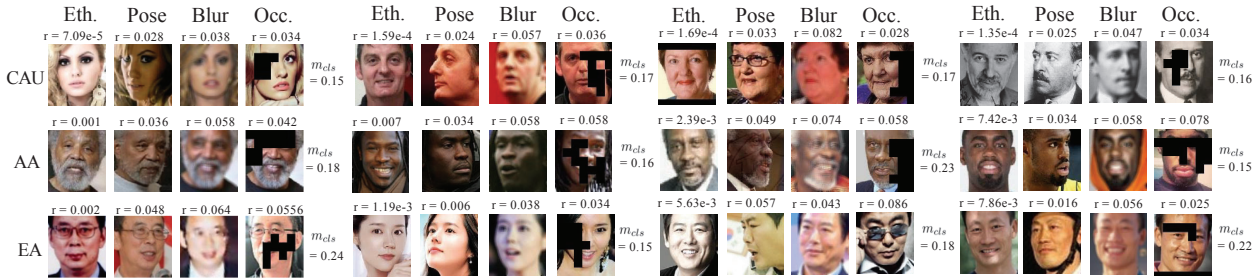 Eth. Pose Blur Occ. Eth. Pose Blur Occ. Eth. Pose Blur Occ. Eth. Pose Blur Occ.
r = 7.09e-5 r = 0.028 r = 0.038 r = 0.034 r = 1.59e-4 r = 0.024 r = 0.057 r = 0.036 r = 1.69e-4 r = 0.033 r = 0.082 r = 0.028 r = 1.35e-4 r = 0.025 r = 0.047 r = 0.034
CAU m_cls = 0.15 m_cls = 0.17 m_cls = 0.17 m_cls = 0.16
r = 0.001 r = 0.036 r = 0.058 r = 0.042 r = 0.007 r = 0.034 r = 0.058 r = 0.058 r = 2.39e-3 r = 0.049 r = 0.074 r = 0.058 r = 7.42e-3 r = 0.034 r = 0.058 r = 0.078
AA m_cls = 0.18 m_cls = 0.16 m_cls = 0.23 m_cls = 0.15
r = 0.002 r = 0.048 r = 0.064 r = 0.0556 r = 1.19e-3 r = 0.006 r = 0.038 r = 0.034 r = 5.63e-3 r = 0.057 r = 0.043 r = 0.086 r = 7.86e-3 r = 0.016 r = 0.056 r = 0.025
EA m_cls = 0.24 m_cls = 0.15 m_cls = 0.18 m_cls = 0.22